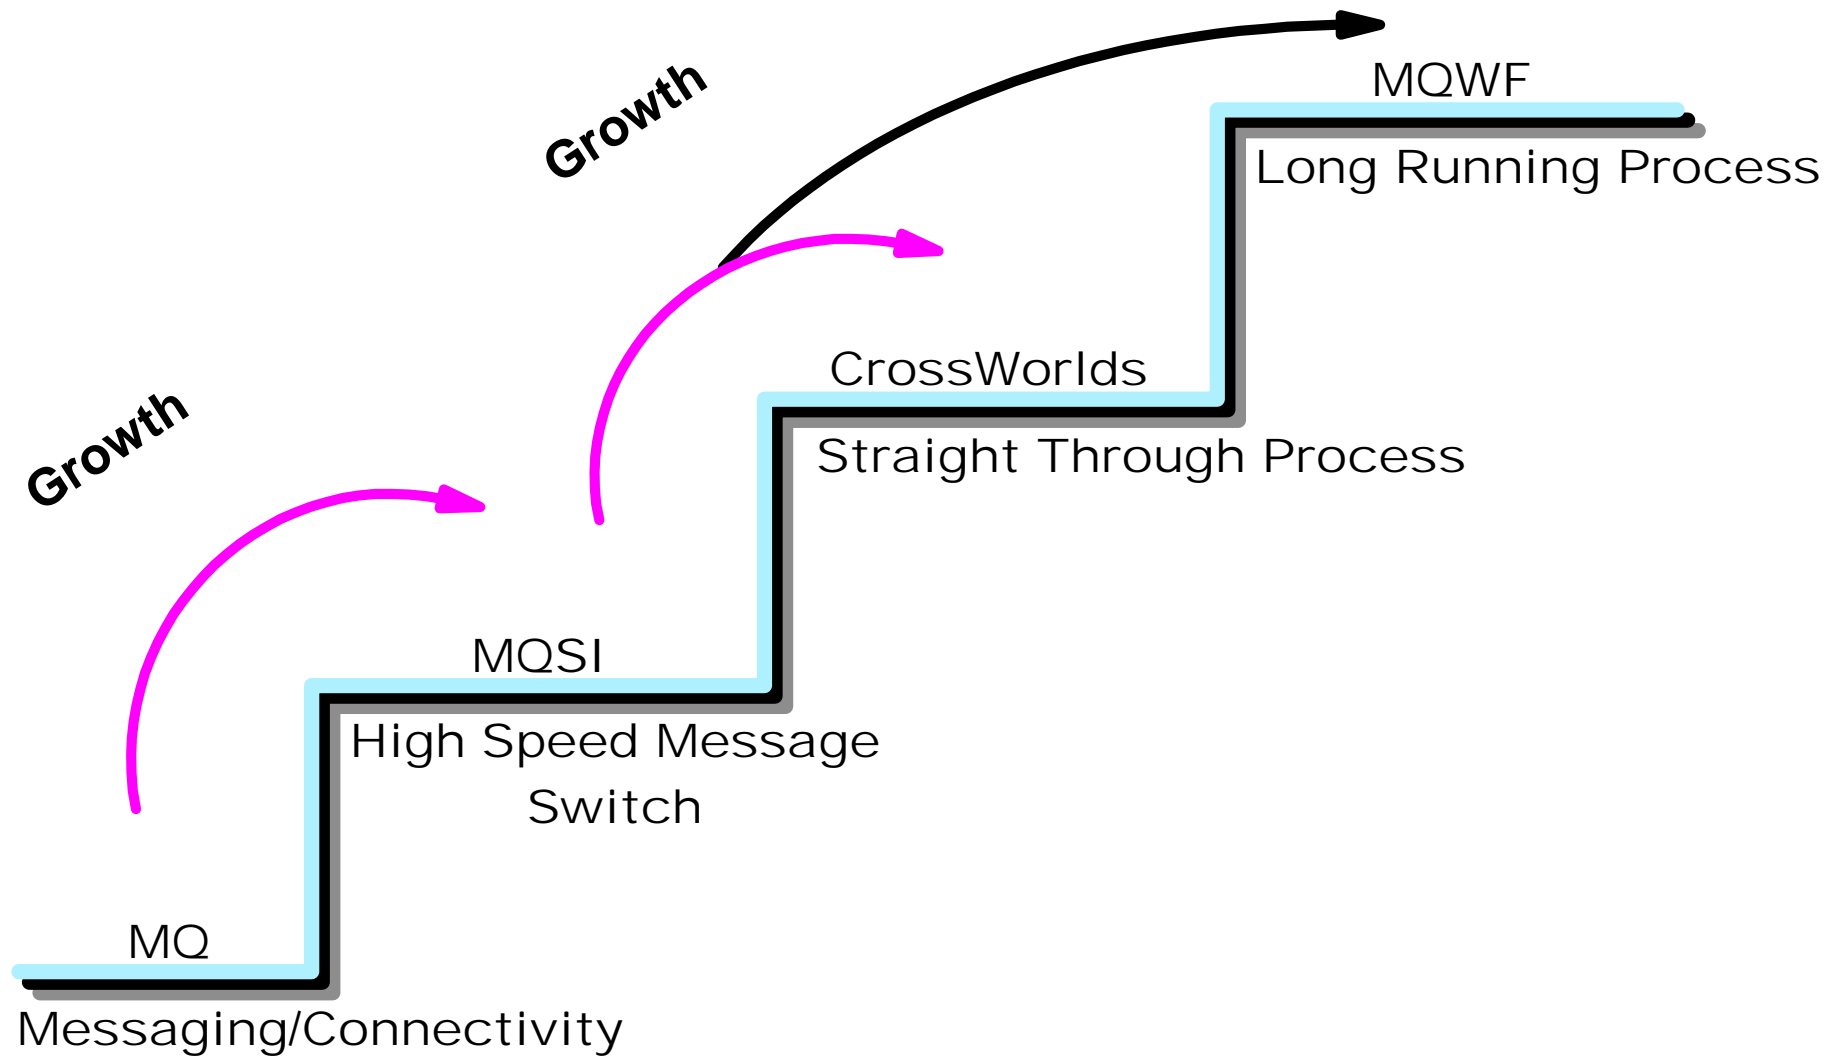 MQWF
Growth
Long Running Process
CrossWorlds
Growth
Straight Through Process
MQSI
High Speed Message
Switch
MQ
Messaging/Connectivity